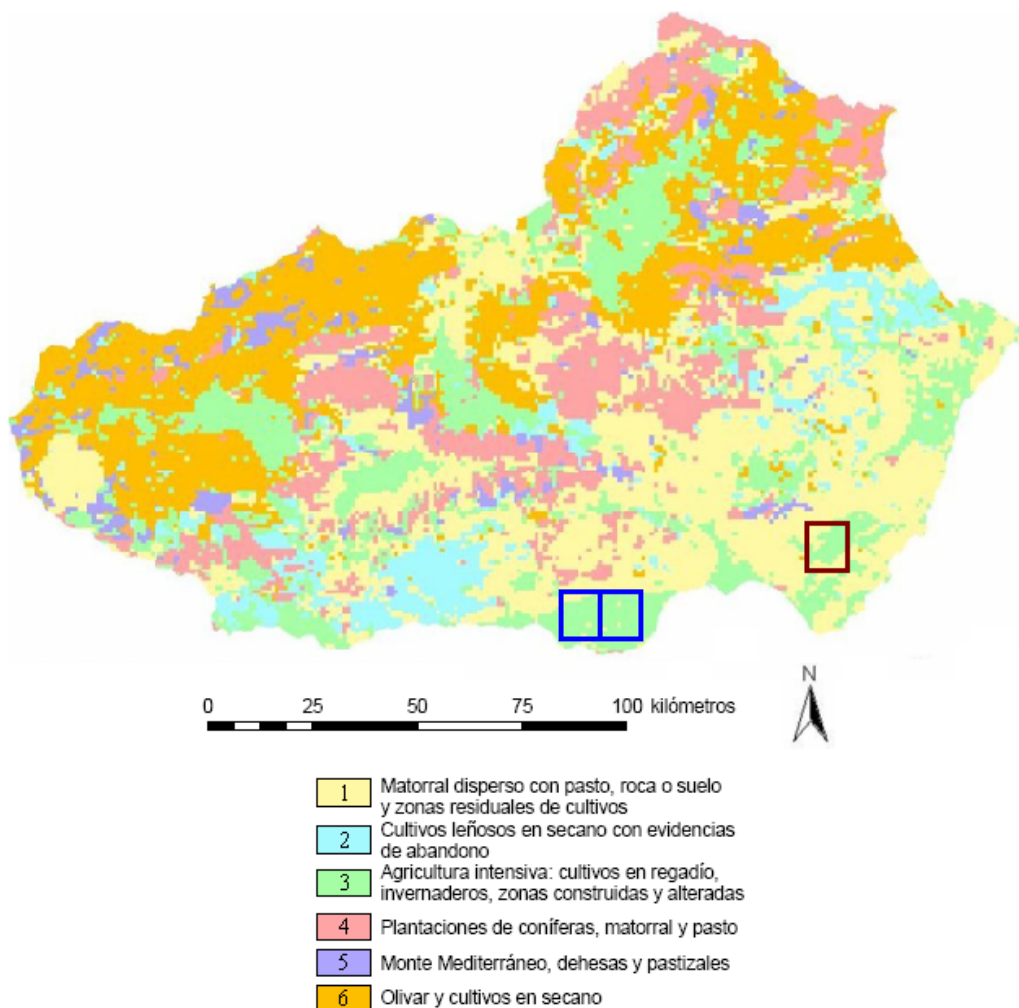 N
0 25 50 75 100 kilómetros
1 Matorral disperso con pasto, roca o suelo
y zonas residuales de cultivos
2 Cultivos leñosos en secano con evidencias
de abandono
3 Agricultura intensiva: cultivos en regadío,
invernaderos, zonas construidas y alteradas
4 Plantaciones de coníferas, matorral y pasto
5 Monte Mediterráneo, dehesas y pastizales
6 Olivar y cultivos en secano